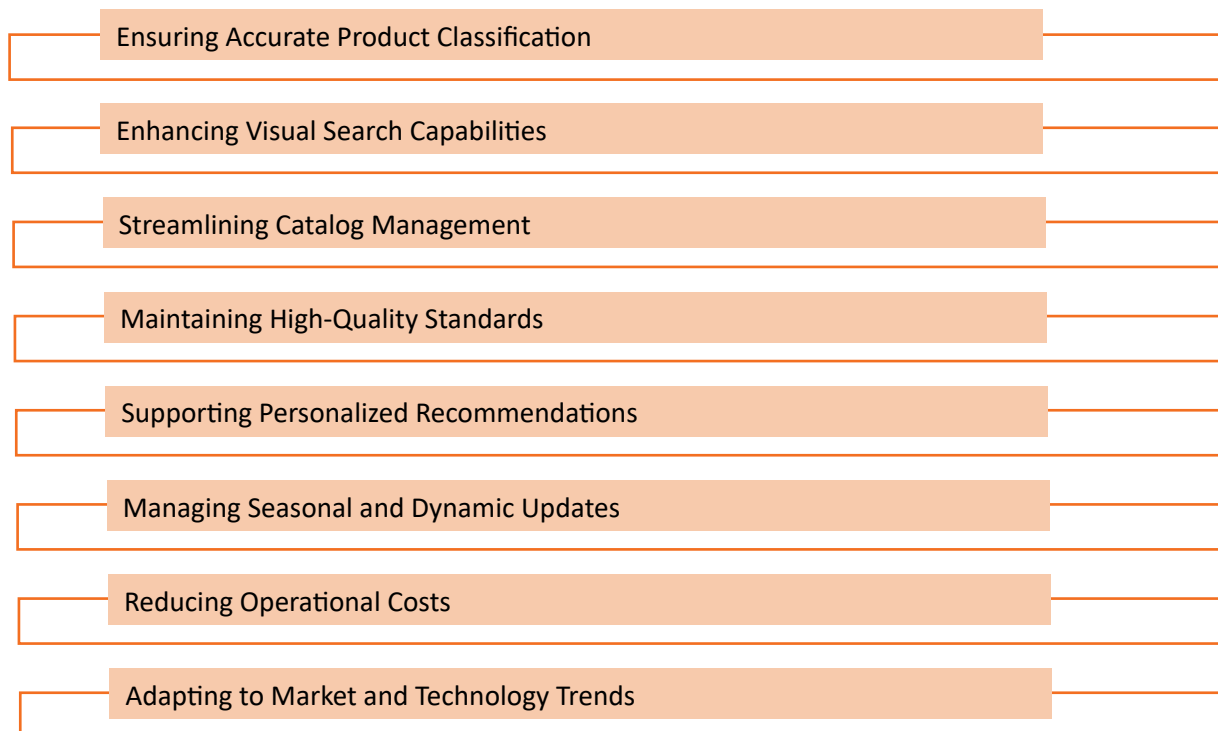 Ensuring Accurate Product Classification
Enhancing Visual Search Capabilities
Streamlining Catalog Management
Maintaining High-Quality Standards
Supporting Personalized Recommendations
Managing Seasonal and Dynamic Updates
Reducing Operational Costs
Adapting to Market and Technology Trends